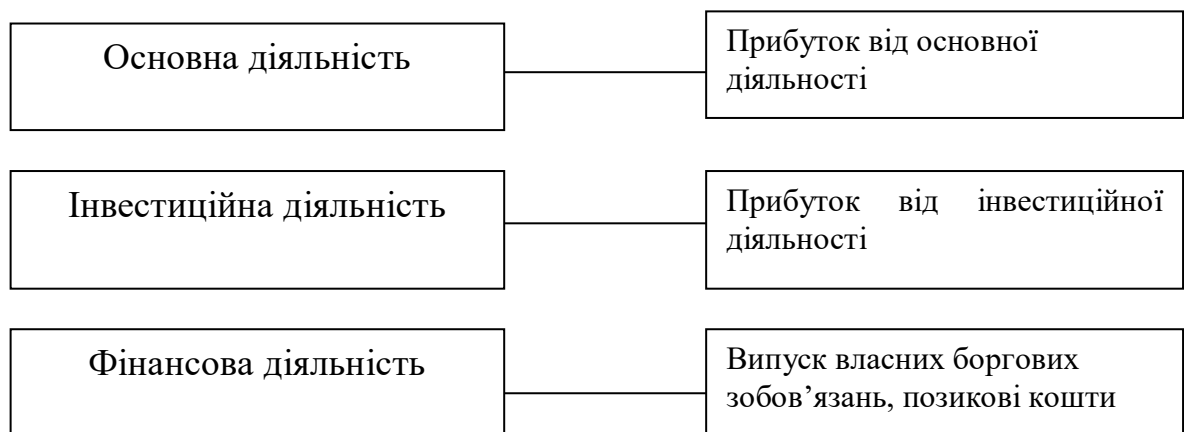 Основна діяльність
Прибуток від основної
діяльності
Інвестиційна діяльність
Прибуток від інвестиційної
діяльності
Фінансова діяльність
Випуск власних боргових
зобов’язань, позикові кошти